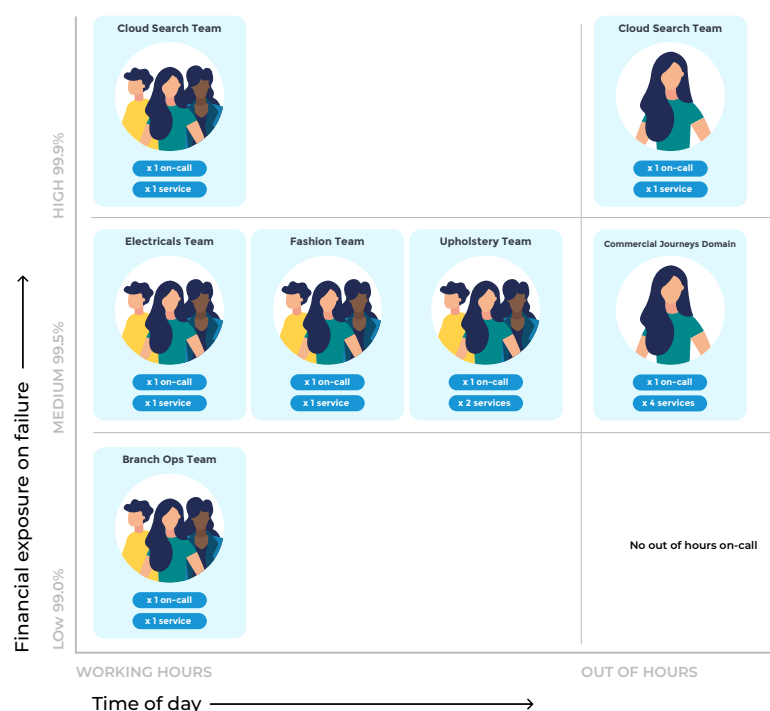 Cloud Search Team
x 1 on-call
x 1 service
Cloud Search Team
x 1 on-call
x 1 service
HIGH 99.9%
Electricals Team
x 1 on-call
x 1 service
Fashion Team
x 1 on-call
x 1 service
Upholstery Team
x 1 on-call
x 2 services
Commercial Journeys Domain
x 1 on-call
x 4 services
MEDIUM 99.5%
Branch Ops Team
x 1 on-call
x 1 service
No out of hours on-call
LOw 99.0%
Financial exposure on failure
WORKING HOURS
OUT OF HOURS
Time of day